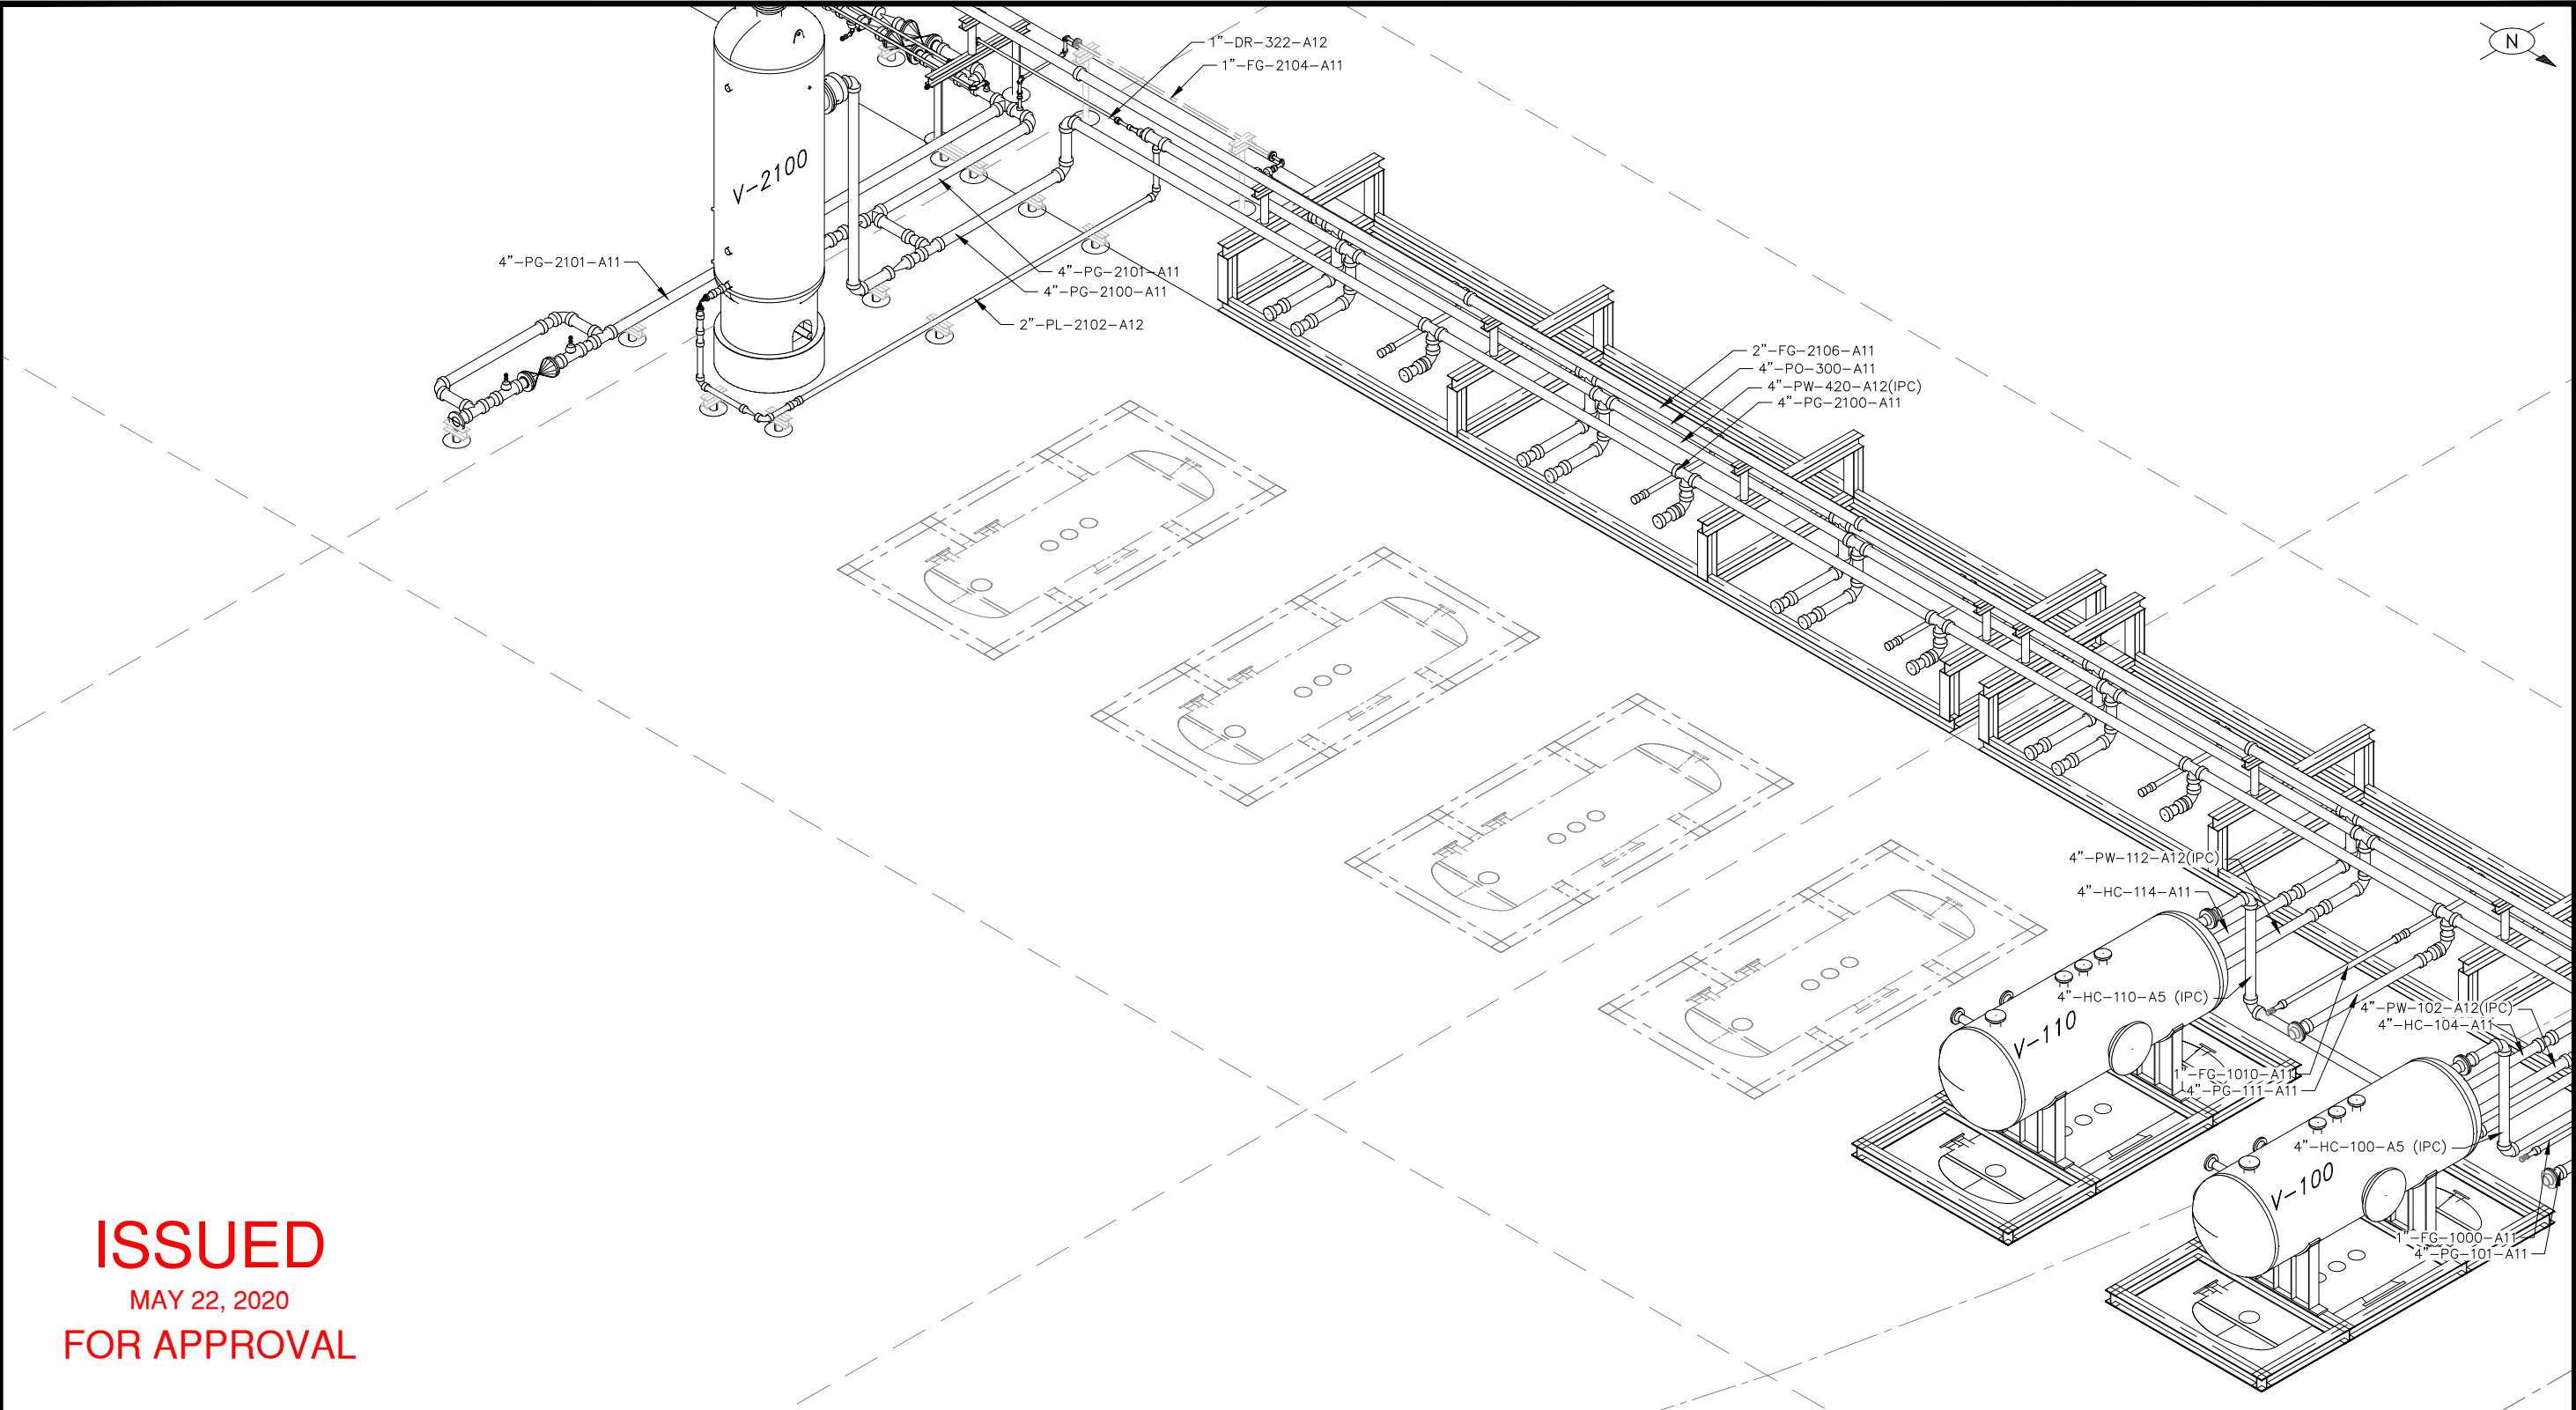 N
1"-DR-322-A12
1"-FG-2104-A11
V-2100
4"-PG-2101-A11
4"-PG-2101-A11
4"-PG-2100-A11
2"-PL-2102-A12
2"-FG-2106-A11
4"-PO-300-A11
4"-PW-420-A12(IPC)
4"-PG-2100-A11
4"-PW-112-A12(IPC)
4"-HC-114-A11
4"-HC-110-A5 (IPC)
V-110
4"-PW-102-A12(IPC)
4"-HC-104-A11
1"-FG-1010-A11
4"-PG-111-A11
4"-HC-100-A5 (IPC)
V-100
1"-FG-1000-A11
4"-PG-101-A11
ISSUED
MAY 22, 2020
FOR APPROVAL